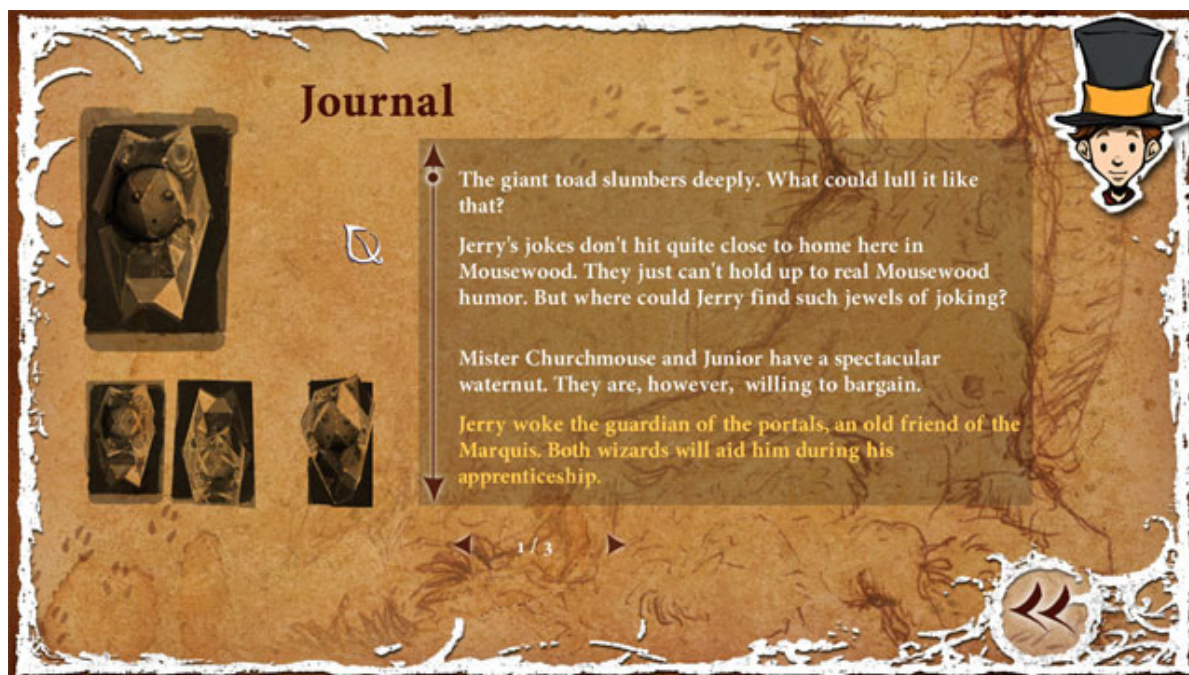 Journal
The giant toad slumbers deeply. What could lull it like
that?
Jerry's jokes don't hit quite close to home here in
Mousewood. They just can't hold up to real Mousewood
humor. But where could Jerry find such jewels of joking?
Mister Churchmouse and Junior have a spectacular
waternut. They are, however, willing to bargain.
Jerry woke the guardian of the portals, an old friend of the
Marquis. Both wizards will aid him during his
apprenticeship.
1 / 3